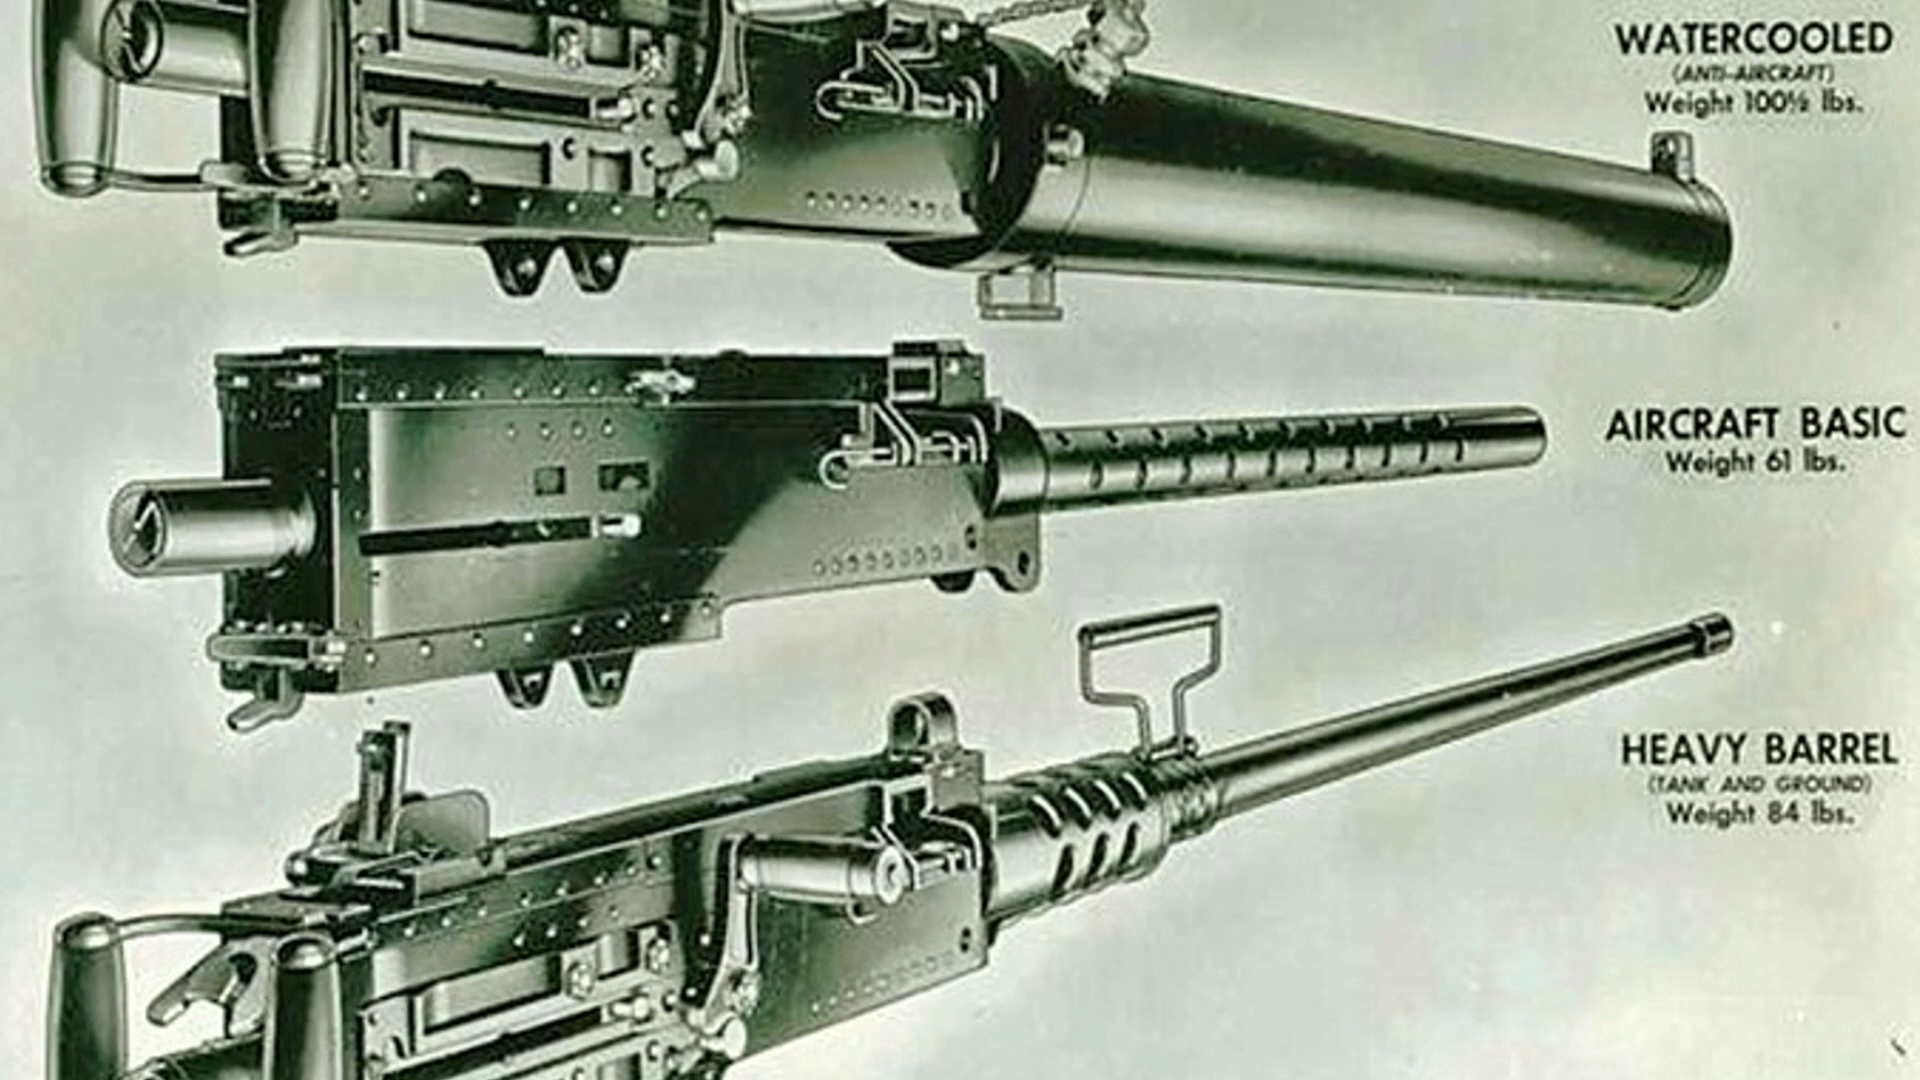 WATERCOOLED
(ANTI-AIRCRAFT)
Weight 100½ lbs.
AIRCRAFT BASIC
Weight 61 lbs.
HEAVY BARREL
(TANK AND GROUND)
Weight 84 lbs.